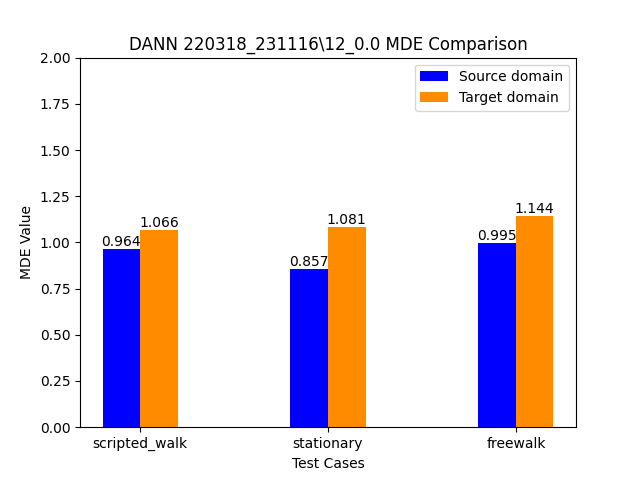 DANN 220318_231116\12_0.0 MDE Comparison
2.00
1.75
1.50
1.25
1.00
0.75
0.50
0.25
0.00
MDE Value
Source domain
Target domain
0.964
1.066
0.857
1.081
0.995
1.144
scripted_walk
stationary
freewalk
Test Cases